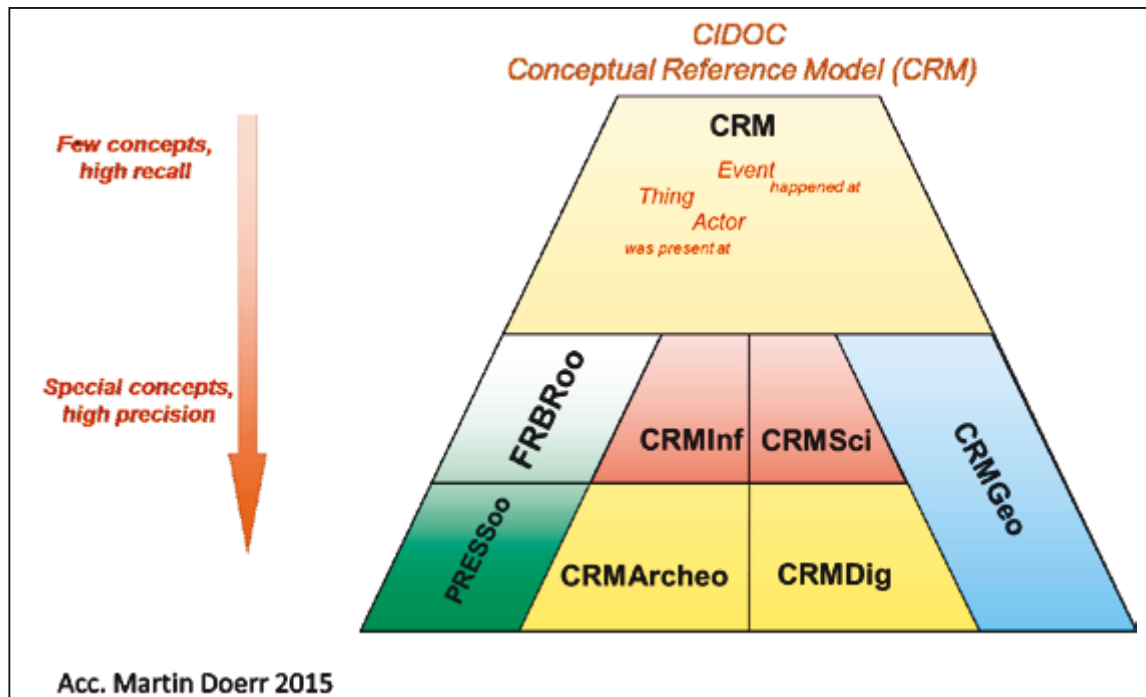 CIDOC
Conceptual Reference Model (CRM)
CRM
Few concepts,
high recall
Event
happened at
Thing
Actor
was present at
Special concepts,
high precision
FRBRoo
CRMInf
CRMSci
CRMGeo
PRESSoo
CRMArcheo
CRMDig
Acc. Martin Doerr 2015